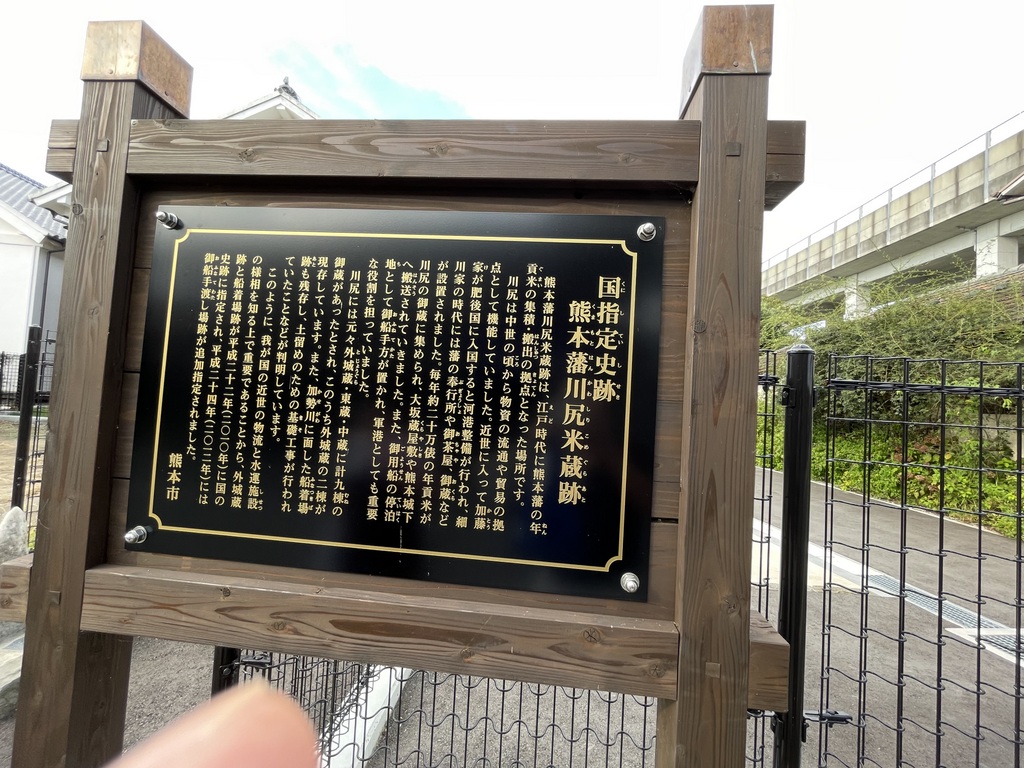 国指定史跡
熊本藩川尻米蔵跡
熊本藩川尻米蔵跡は、江戸時代に熊本藩の年
貢米の集積・搬出の拠点となった場所です。
川尻は中世の頃から物資の流通や貿易の拠
点として機能していました。近世に入って加藤
家が肥後国に入国すると河港整備が行われ、細
川家の時代には藩の奉行所や御茶屋、御蔵など
が設置されました。毎年約二十万俵の年貢米が
川尻の御蔵に集められ、大坂蔵屋敷や熊本城下
へ搬送されていきました。また、御用船の停泊
地として御船手方が置かれ、軍港としても重要
な役割を担っていました。
川尻には元々外城蔵・東蔵・中蔵に計九棟の
御蔵があったとされ、このうち外城蔵の二棟が
現存しています。また、加勢川に面した船着場
跡も残存し、土留めのための基礎工事が行われ
ていたことなどが判明しています。
このように、我が国の近世の物流と水運施設
の様相を知る上で重要であることから、外城蔵
跡と船着場跡が平成二十二年(二〇一〇年)に国の
史跡に指定され、平成二十四年(二〇一二年)には
御船手渡し場跡が追加指定されました。
熊本市